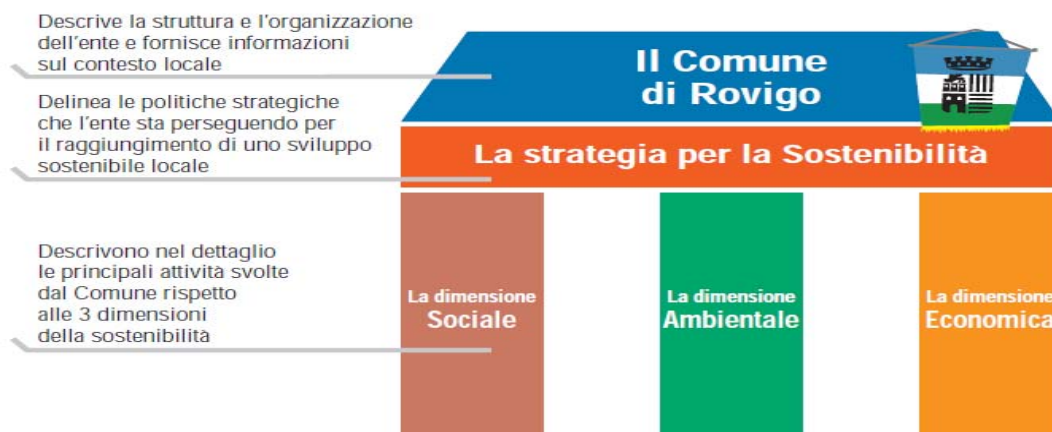 Descrive la struttura e l'organizzazione
dell'ente e fornisce informazioni
sul contesto locale
Il Comune
di Rovigo
Delinea le politiche strategiche
che l'ente sta perseguendo per
il raggiungimento di uno sviluppo
sostenibile locale
La strategia per la Sostenibilità
Descrivono nel dettaglio
le principali attività svolte
dal Comune rispetto
alle 3 dimensioni
della sostenibilità
La dimensione
Sociale
La dimensione
Ambientale
La dimensione
Economica